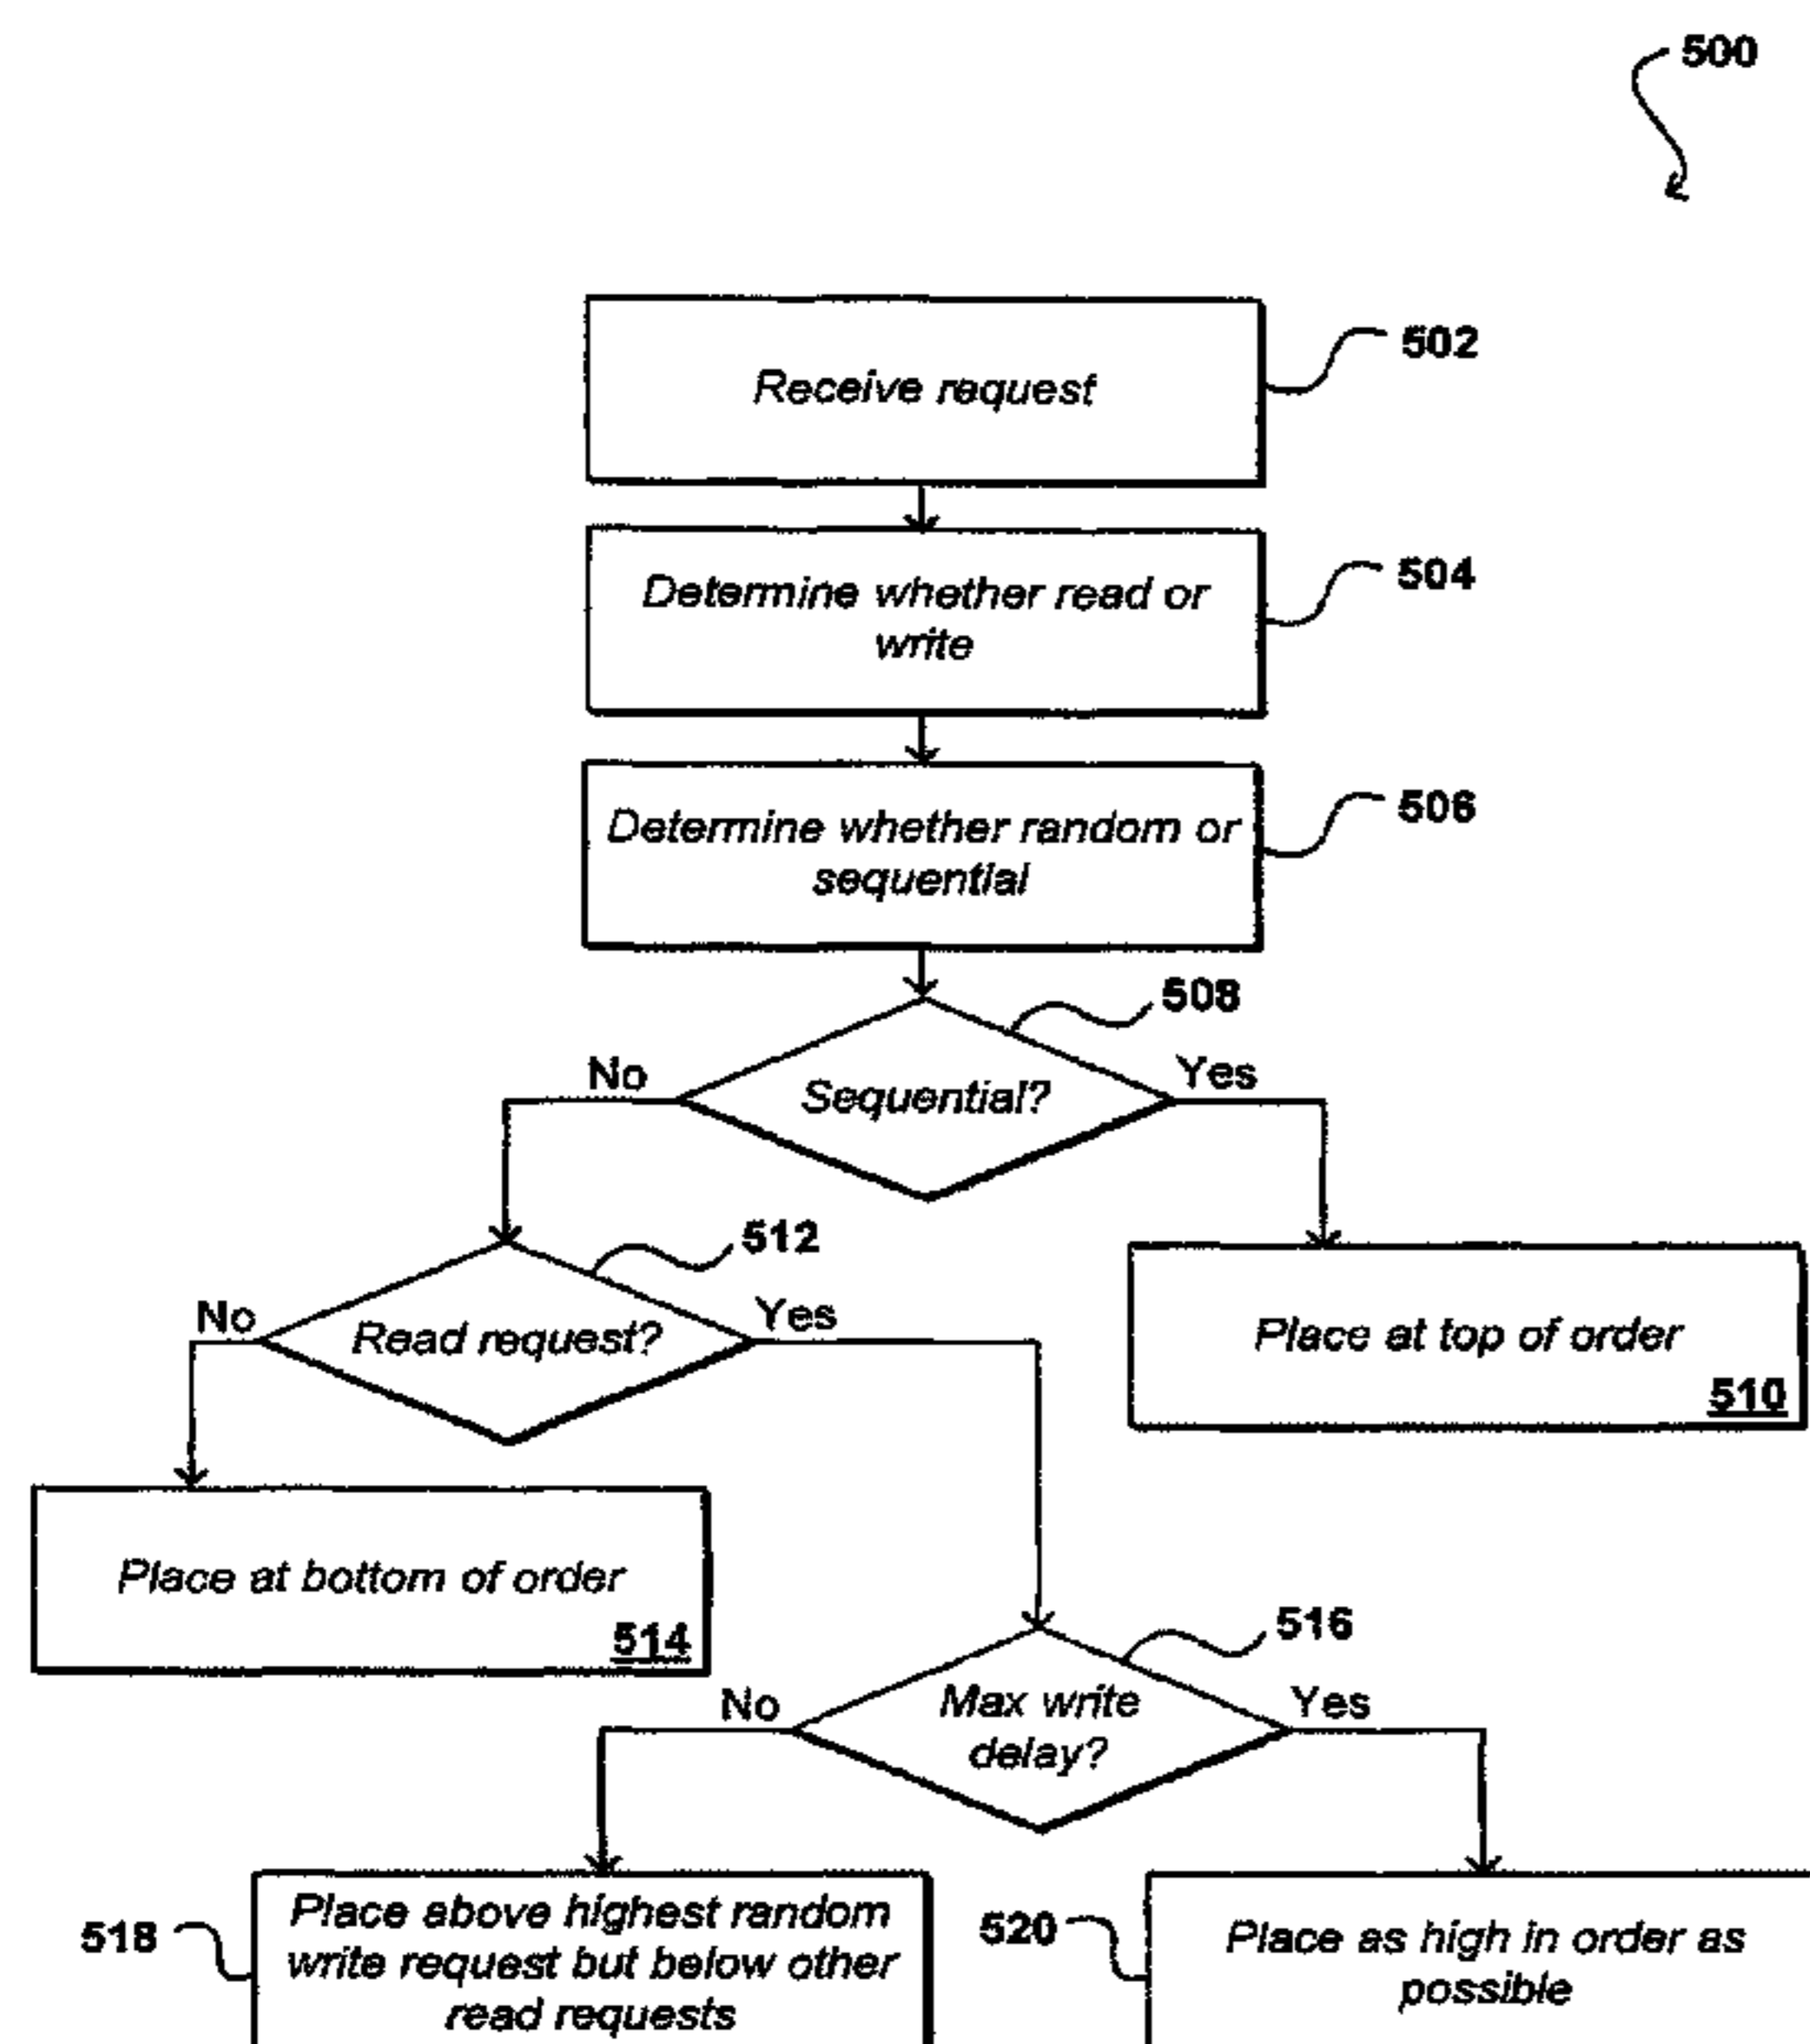 500
Receive request
502
Determine whether read or
write
504
Determine whether random or
sequential
506
508
No
Sequential?
Yes
512
No
Read request?
Yes
Place at top of order
510
Place at bottom of order
514
516
No
Max write
delay?
Yes
518
Place above highest random
write request but below other
read requests
520
Place as high in order as
possible